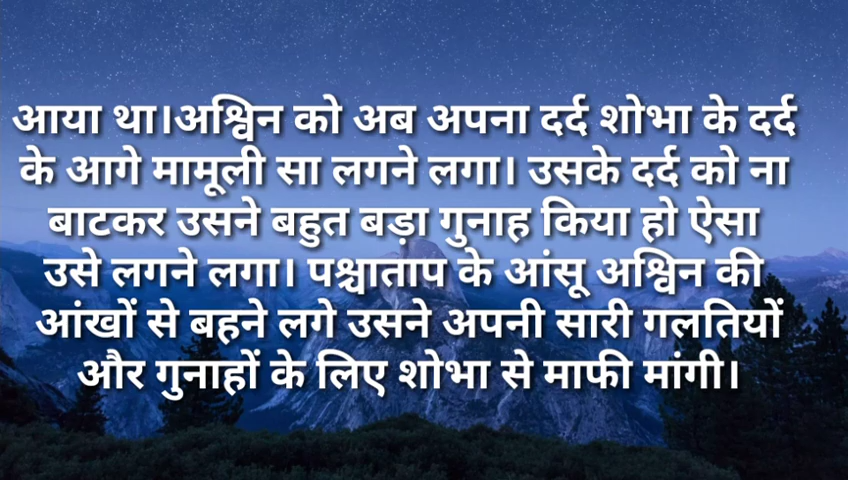 आया था।अश्विन को अब अपना दर्द शोभा के दर्द
के आगे मामूली सा लगने लगा। उसके दर्द को ना
बाटकर उसने बहुत बड़ा गुनाह किया हो ऐसा
उसे लगने लगा। पश्चाताप के आंसू अश्विन की
आंखों से बहने लगे उसने अपनी सारी गलतियों
और गुनाहों के लिए शोभा से माफी मांगी।